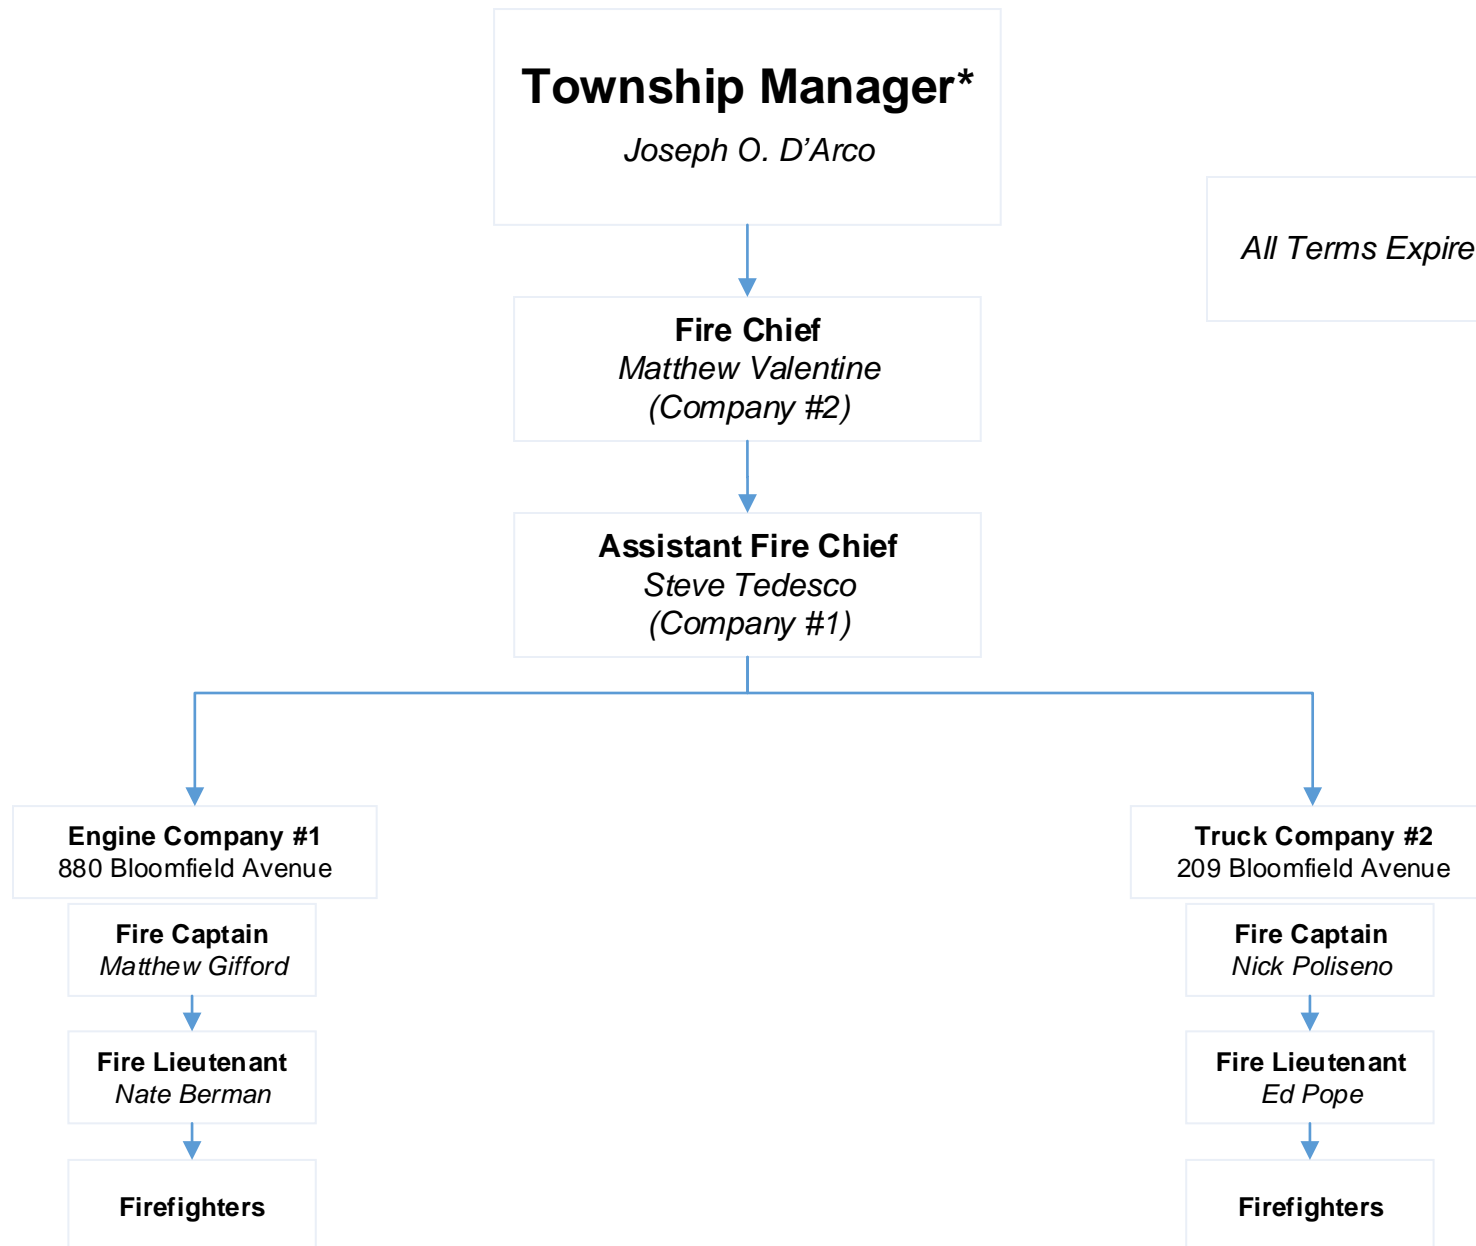 Township Manager*
Joseph O. D’Arco
All Terms Expire
Fire Chief
Matthew Valentine
(Company #2)
Assistant Fire Chief
Steve Tedesco
(Company #1)
Engine Company #1
880 Bloomfield Avenue
Fire Captain
Matthew Gifford
Fire Lieutenant
Nate Berman
Firefighters
Truck Company #2
209 Bloomfield Avenue
Fire Captain
Nick Poliseno
Fire Lieutenant
Ed Pope
Firefighters